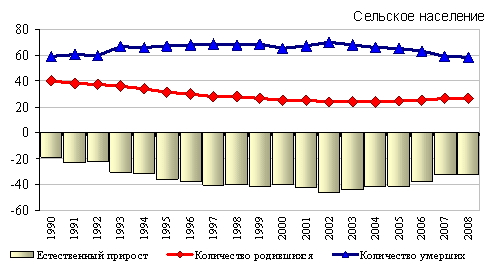 Сельское население
80
60
40
20
0
-20
-40
-60
1990 1991 1992 1993 1994 1995 1996 1997 1998 1999 2000 2001 2002 2003 2004 2005 2006 2007 2008
Естественный прирост Количество родившихся Количество умерших